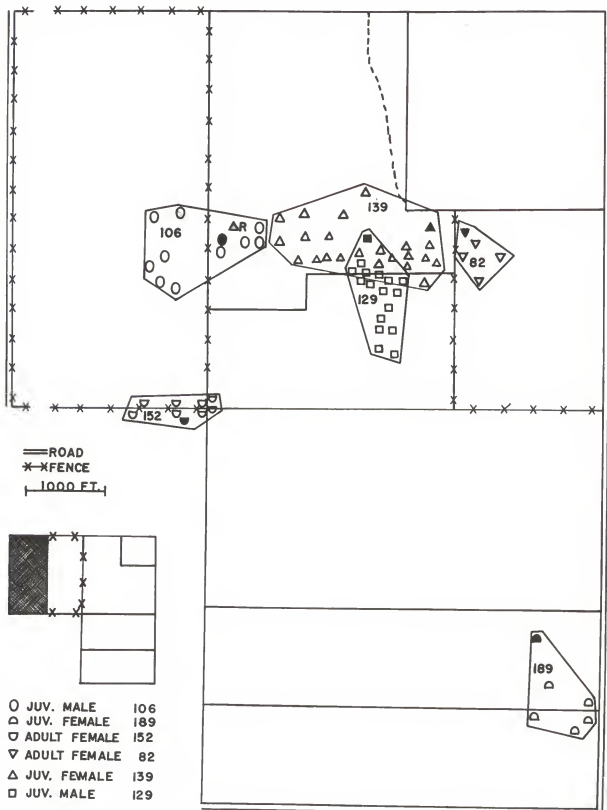 R
106
139
82
129
152
ROAD
FENCE
1000 FT.
189
JUV. MALE 106
JUV. FEMALE 189
ADULT FEMALE 152
ADULT FEMALE 82
JUV. FEMALE 139
JUV. MALE 129